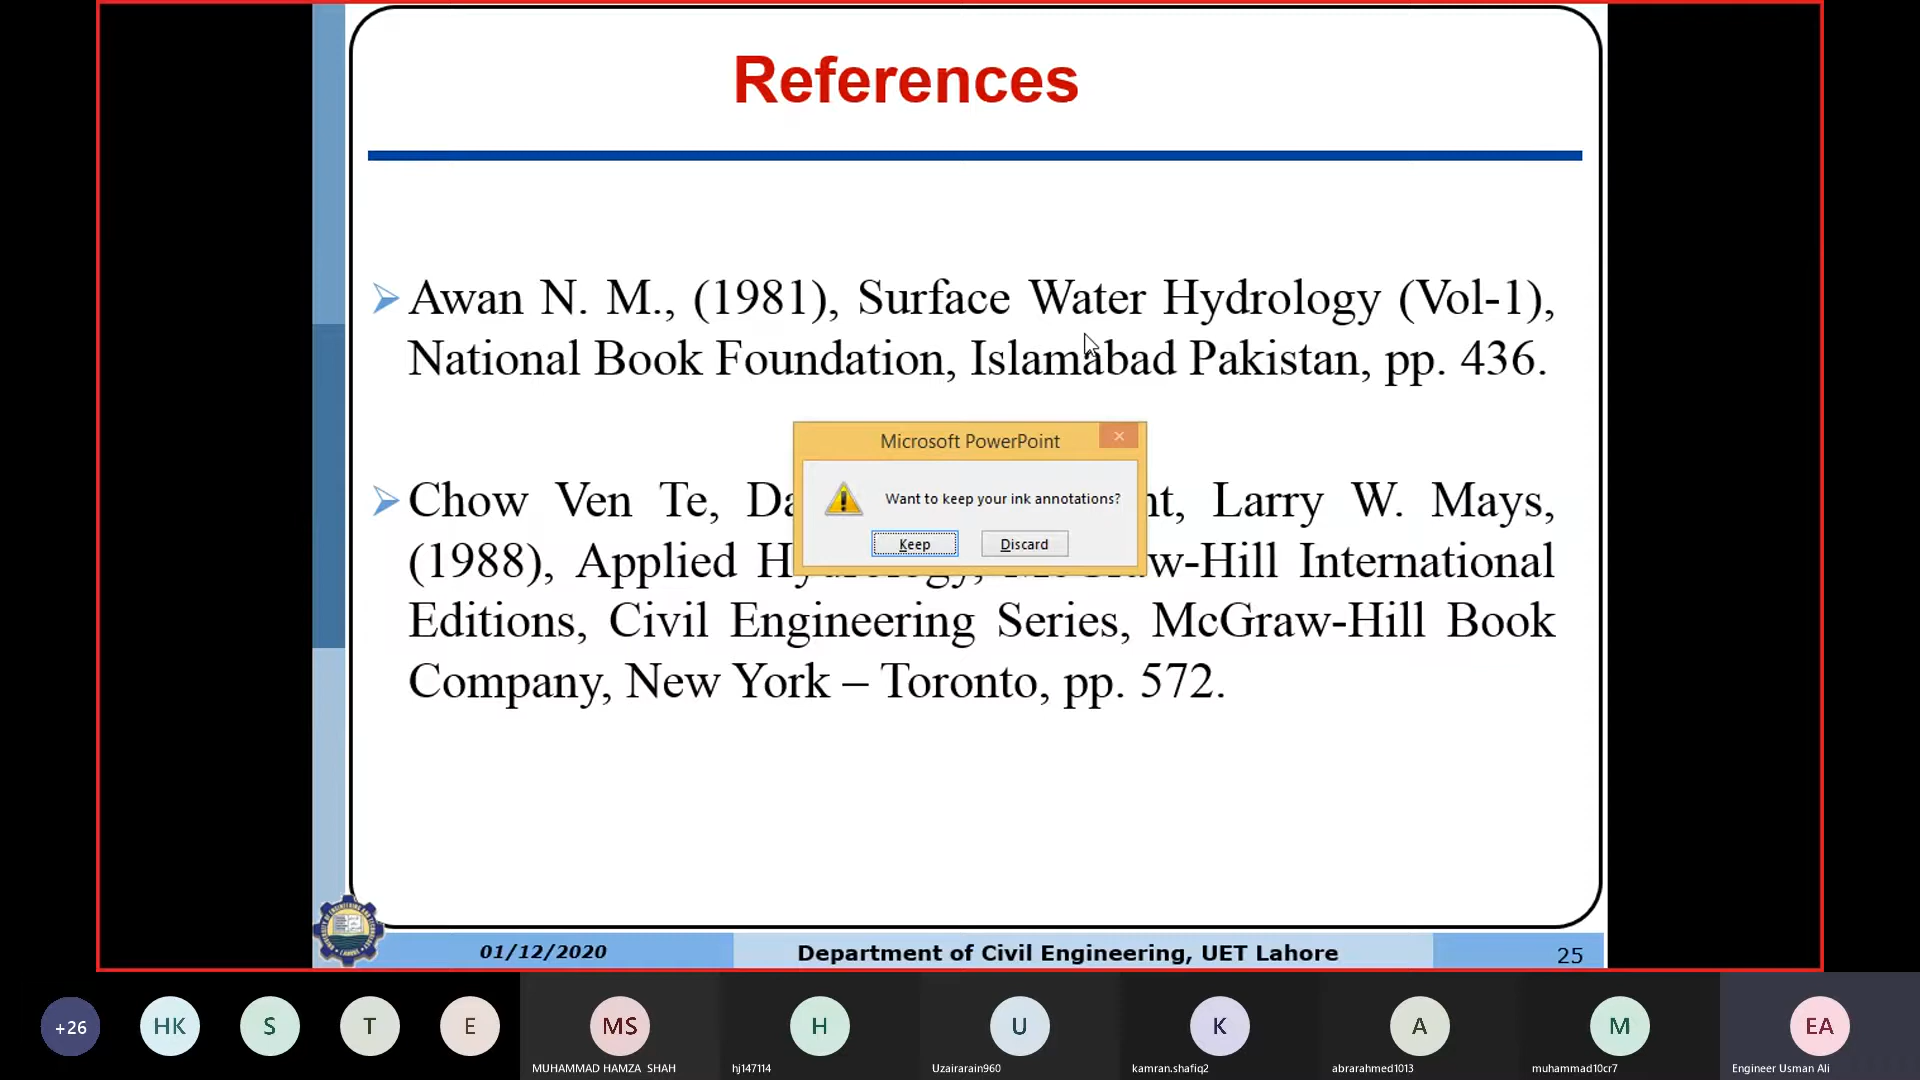 References
Awan N. M., (1981), Surface Water Hydrology (Vol-1),
National Book Foundation, Islamabad Pakistan, pp. 436.
Microsoft PowerPoint
Want to keep your ink annotations?
Keep Discard
Chow Ven Te, Larry W. Mays,
(1988), Applied International
Editions, Civil Engineering Series, McGraw-Hill Book
Company, New York – Toronto, pp. 572.
01/12/2020 Department of Civil Engineering, UET Lahore 25
+26 HK S T E MS H U K A M EA
MUHAMMAD HAMZA SHAH hj147114 Uzairarain960 kamran.shafiq2 abrarahmed1013 muhammad10cr7 Engineer Usman Ali